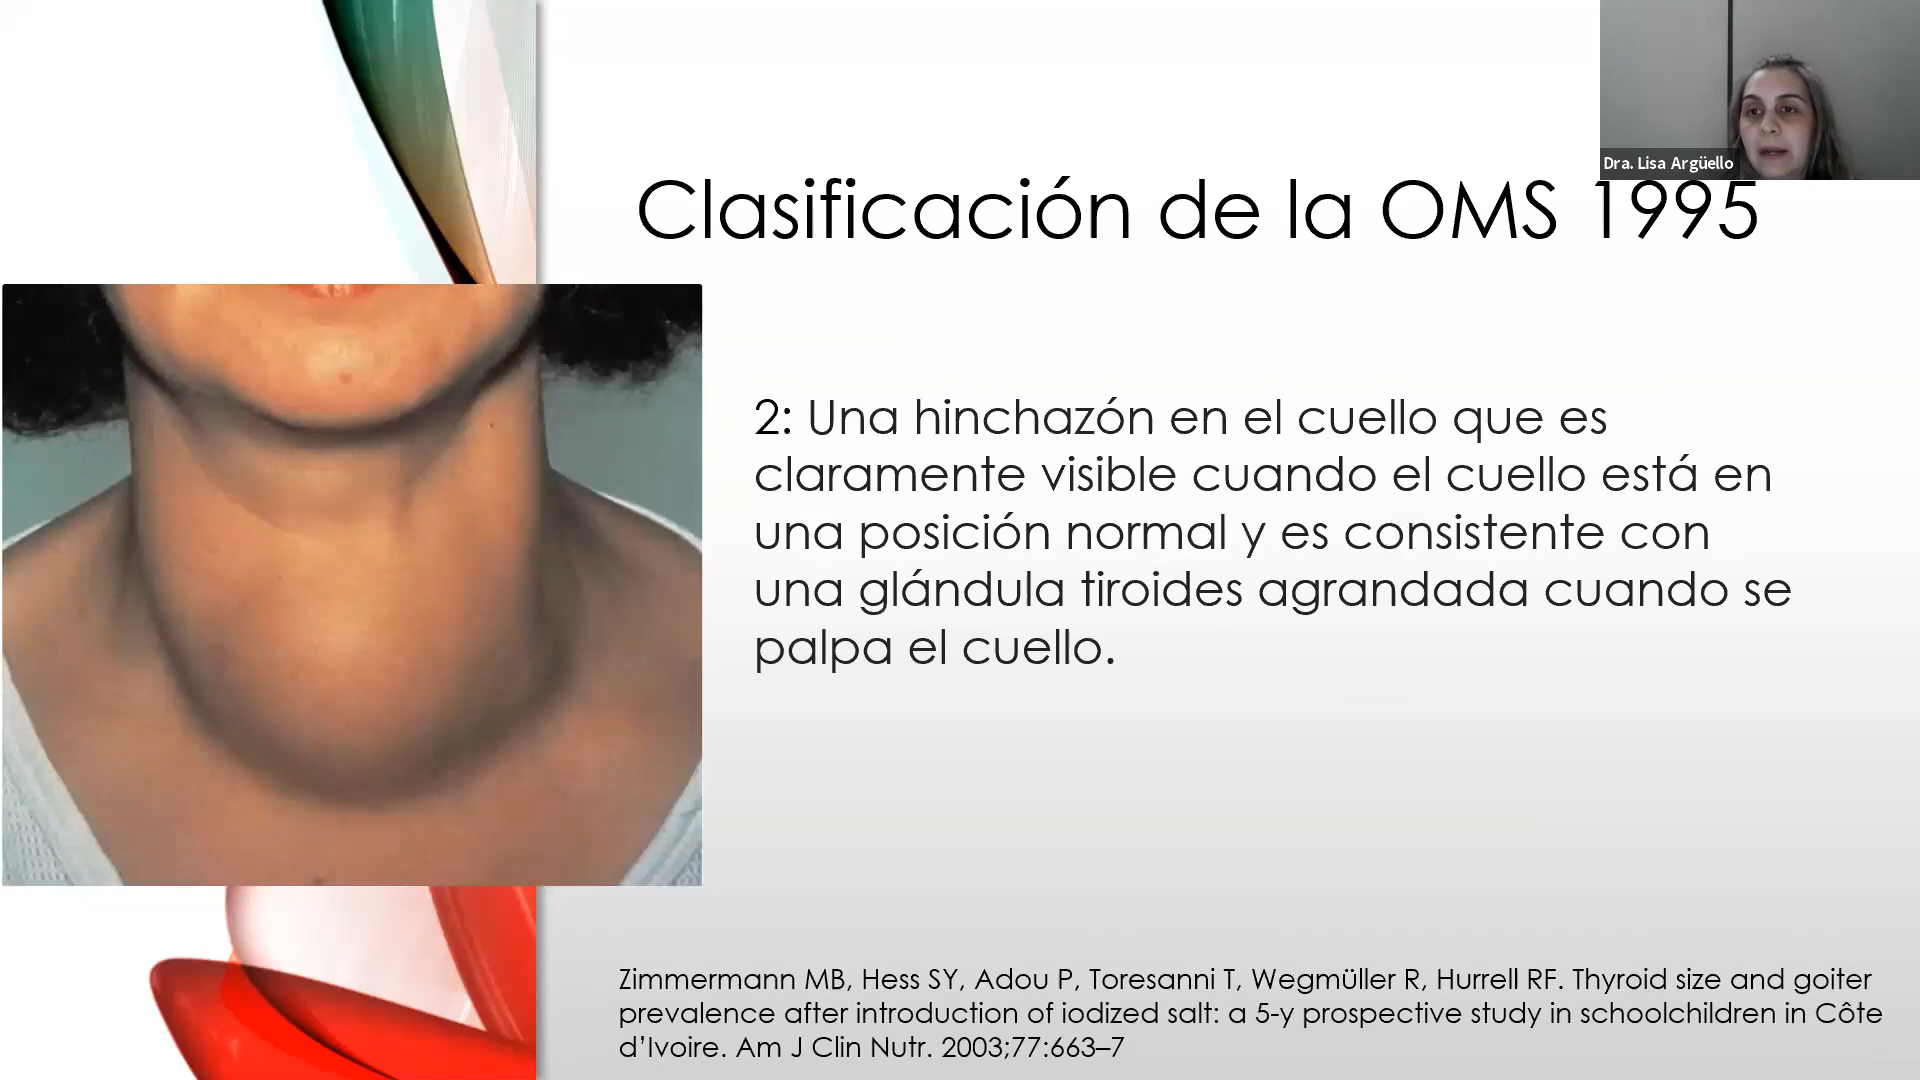 Dra. Lisa Argüello
Clasificación de la OMS 1995
2: Una hinchazón en el cuello que es
claramente visible cuando el cuello está en
una posición normal y es consistente con
una glándula tiroides agrandada cuando se
palpa el cuello.
Zimmermann MB, Hess SY, Adou P, Toresanni T, Wegmüller R, Hurrell RF. Thyroid size and goiter
prevalence after introduction of iodized salt: a 5-y prospective study in schoolchildren in Côte
d’Ivoire. Am J Clin Nutr. 2003;77:663–7